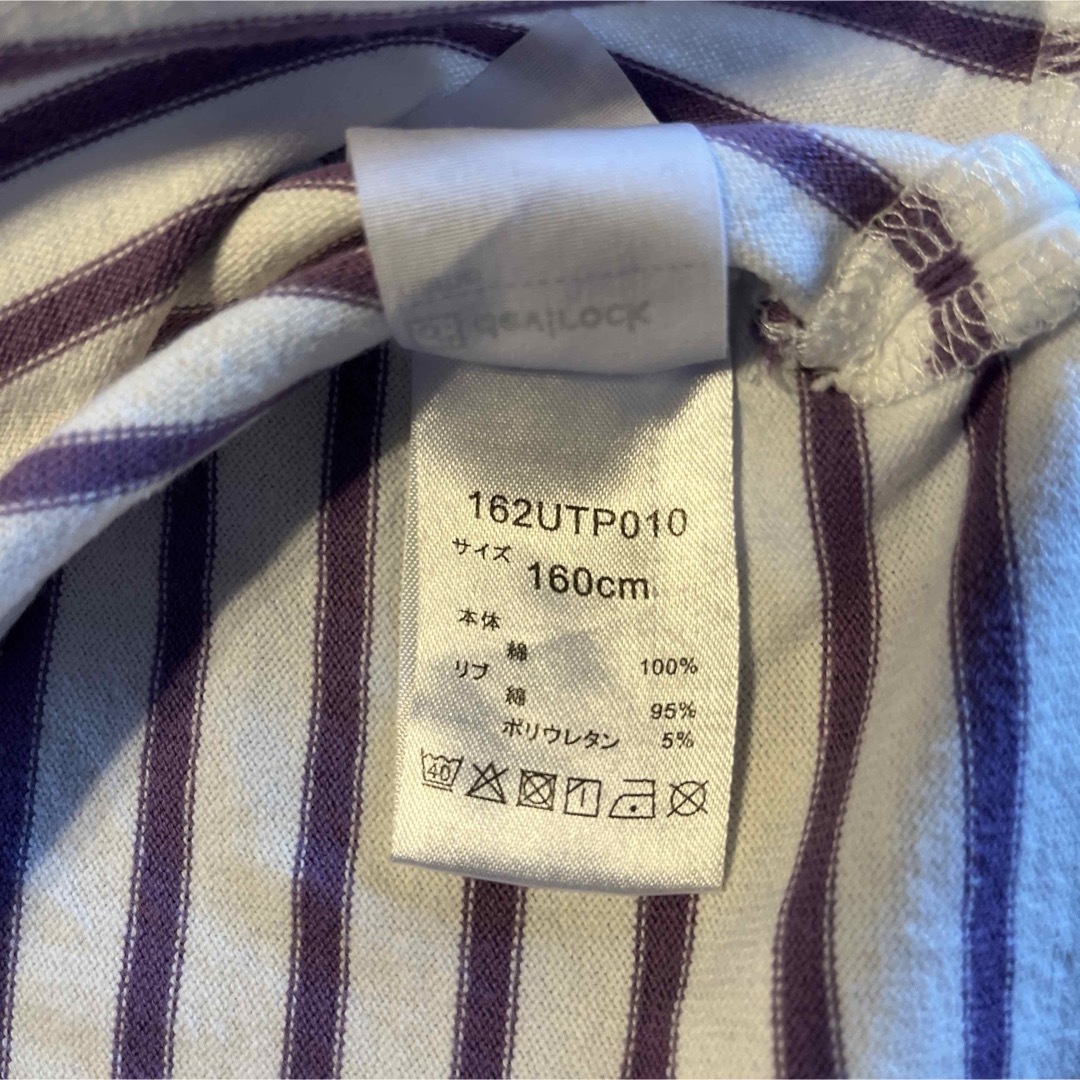 devirock
162UTP010
サイズ 160cm
本体
綿 100%
リブ
綿 95%
ポリウレタン 5%
40